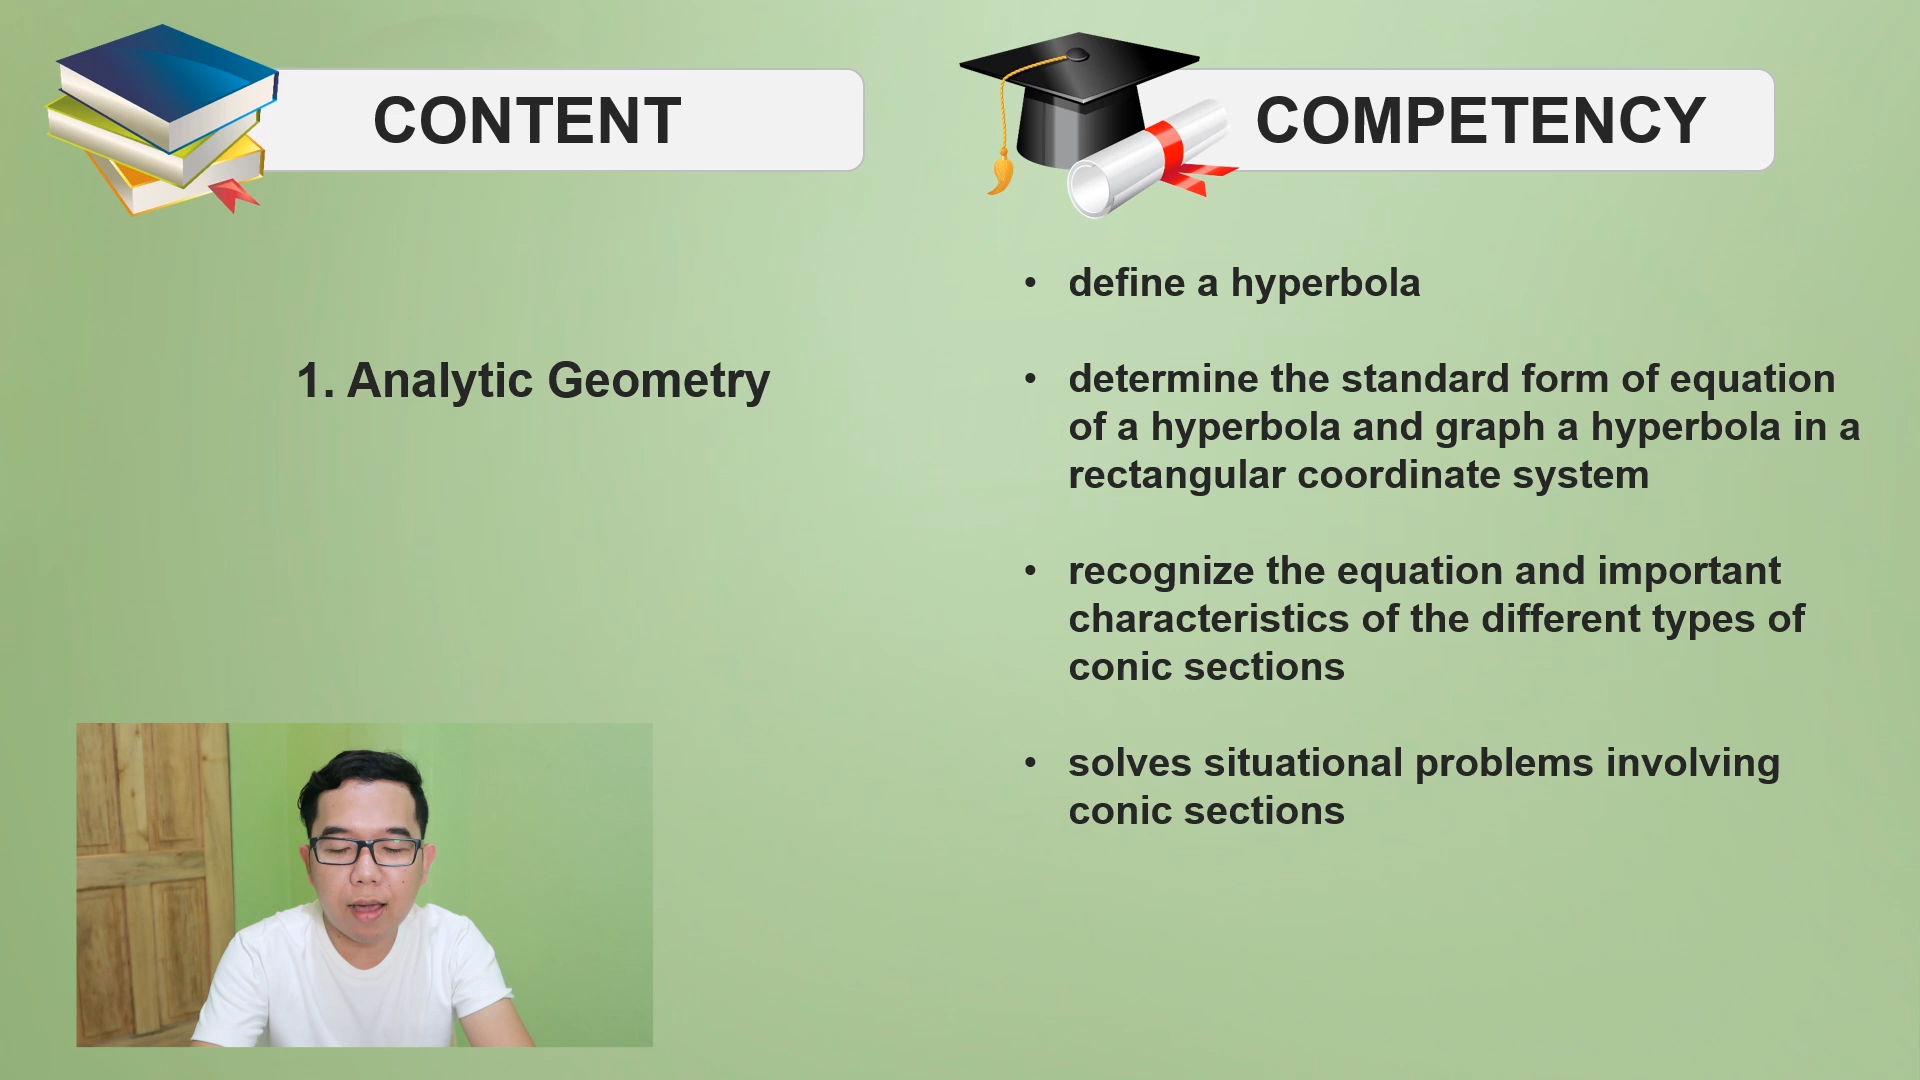 CONTENT
1. Analytic Geometry
COMPETENCY
• define a hyperbola
• determine the standard form of equation
of a hyperbola and graph a hyperbola in a
rectangular coordinate system
• recognize the equation and important
characteristics of the different types of
conic sections
• solves situational problems involving
conic sections